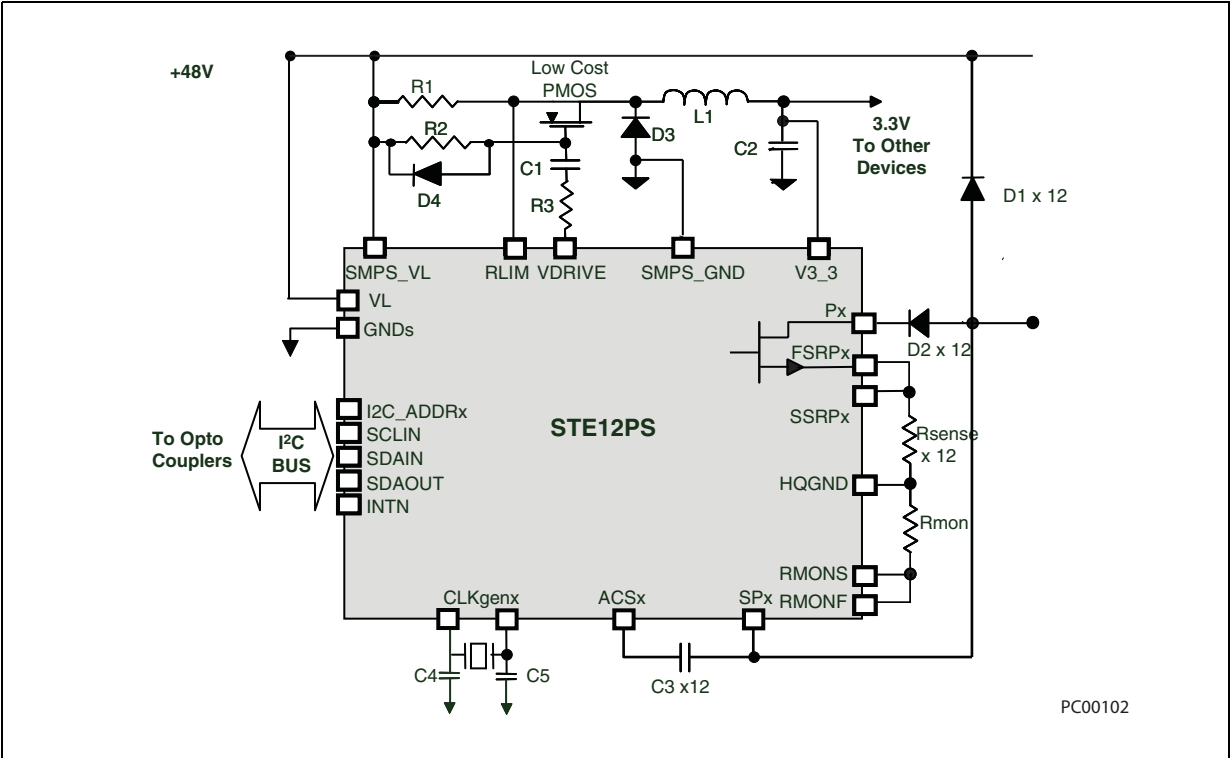 +48V
Low Cost
PMOS
R1
R2
D4
C1
R3
D3
L1
C2
3.3V
To Other
Devices
D1 x 12
SMPS_VL
RLIM
VDRIVE
SMPS_GND
V3_3
VL
GNDs
Px
D2 x 12
FSRPx
SSRPx
I2C_ADDRx
SCLIN
SDAIN
SDAOUT
INTN
To Opto
Couplers
I²C
BUS
STE12PS
Rsense
x 12
HQGND
Rmon
RMONS
RMONF
CLKgenx
ACSx
SPx
C4
C5
C3 x12
PC00102